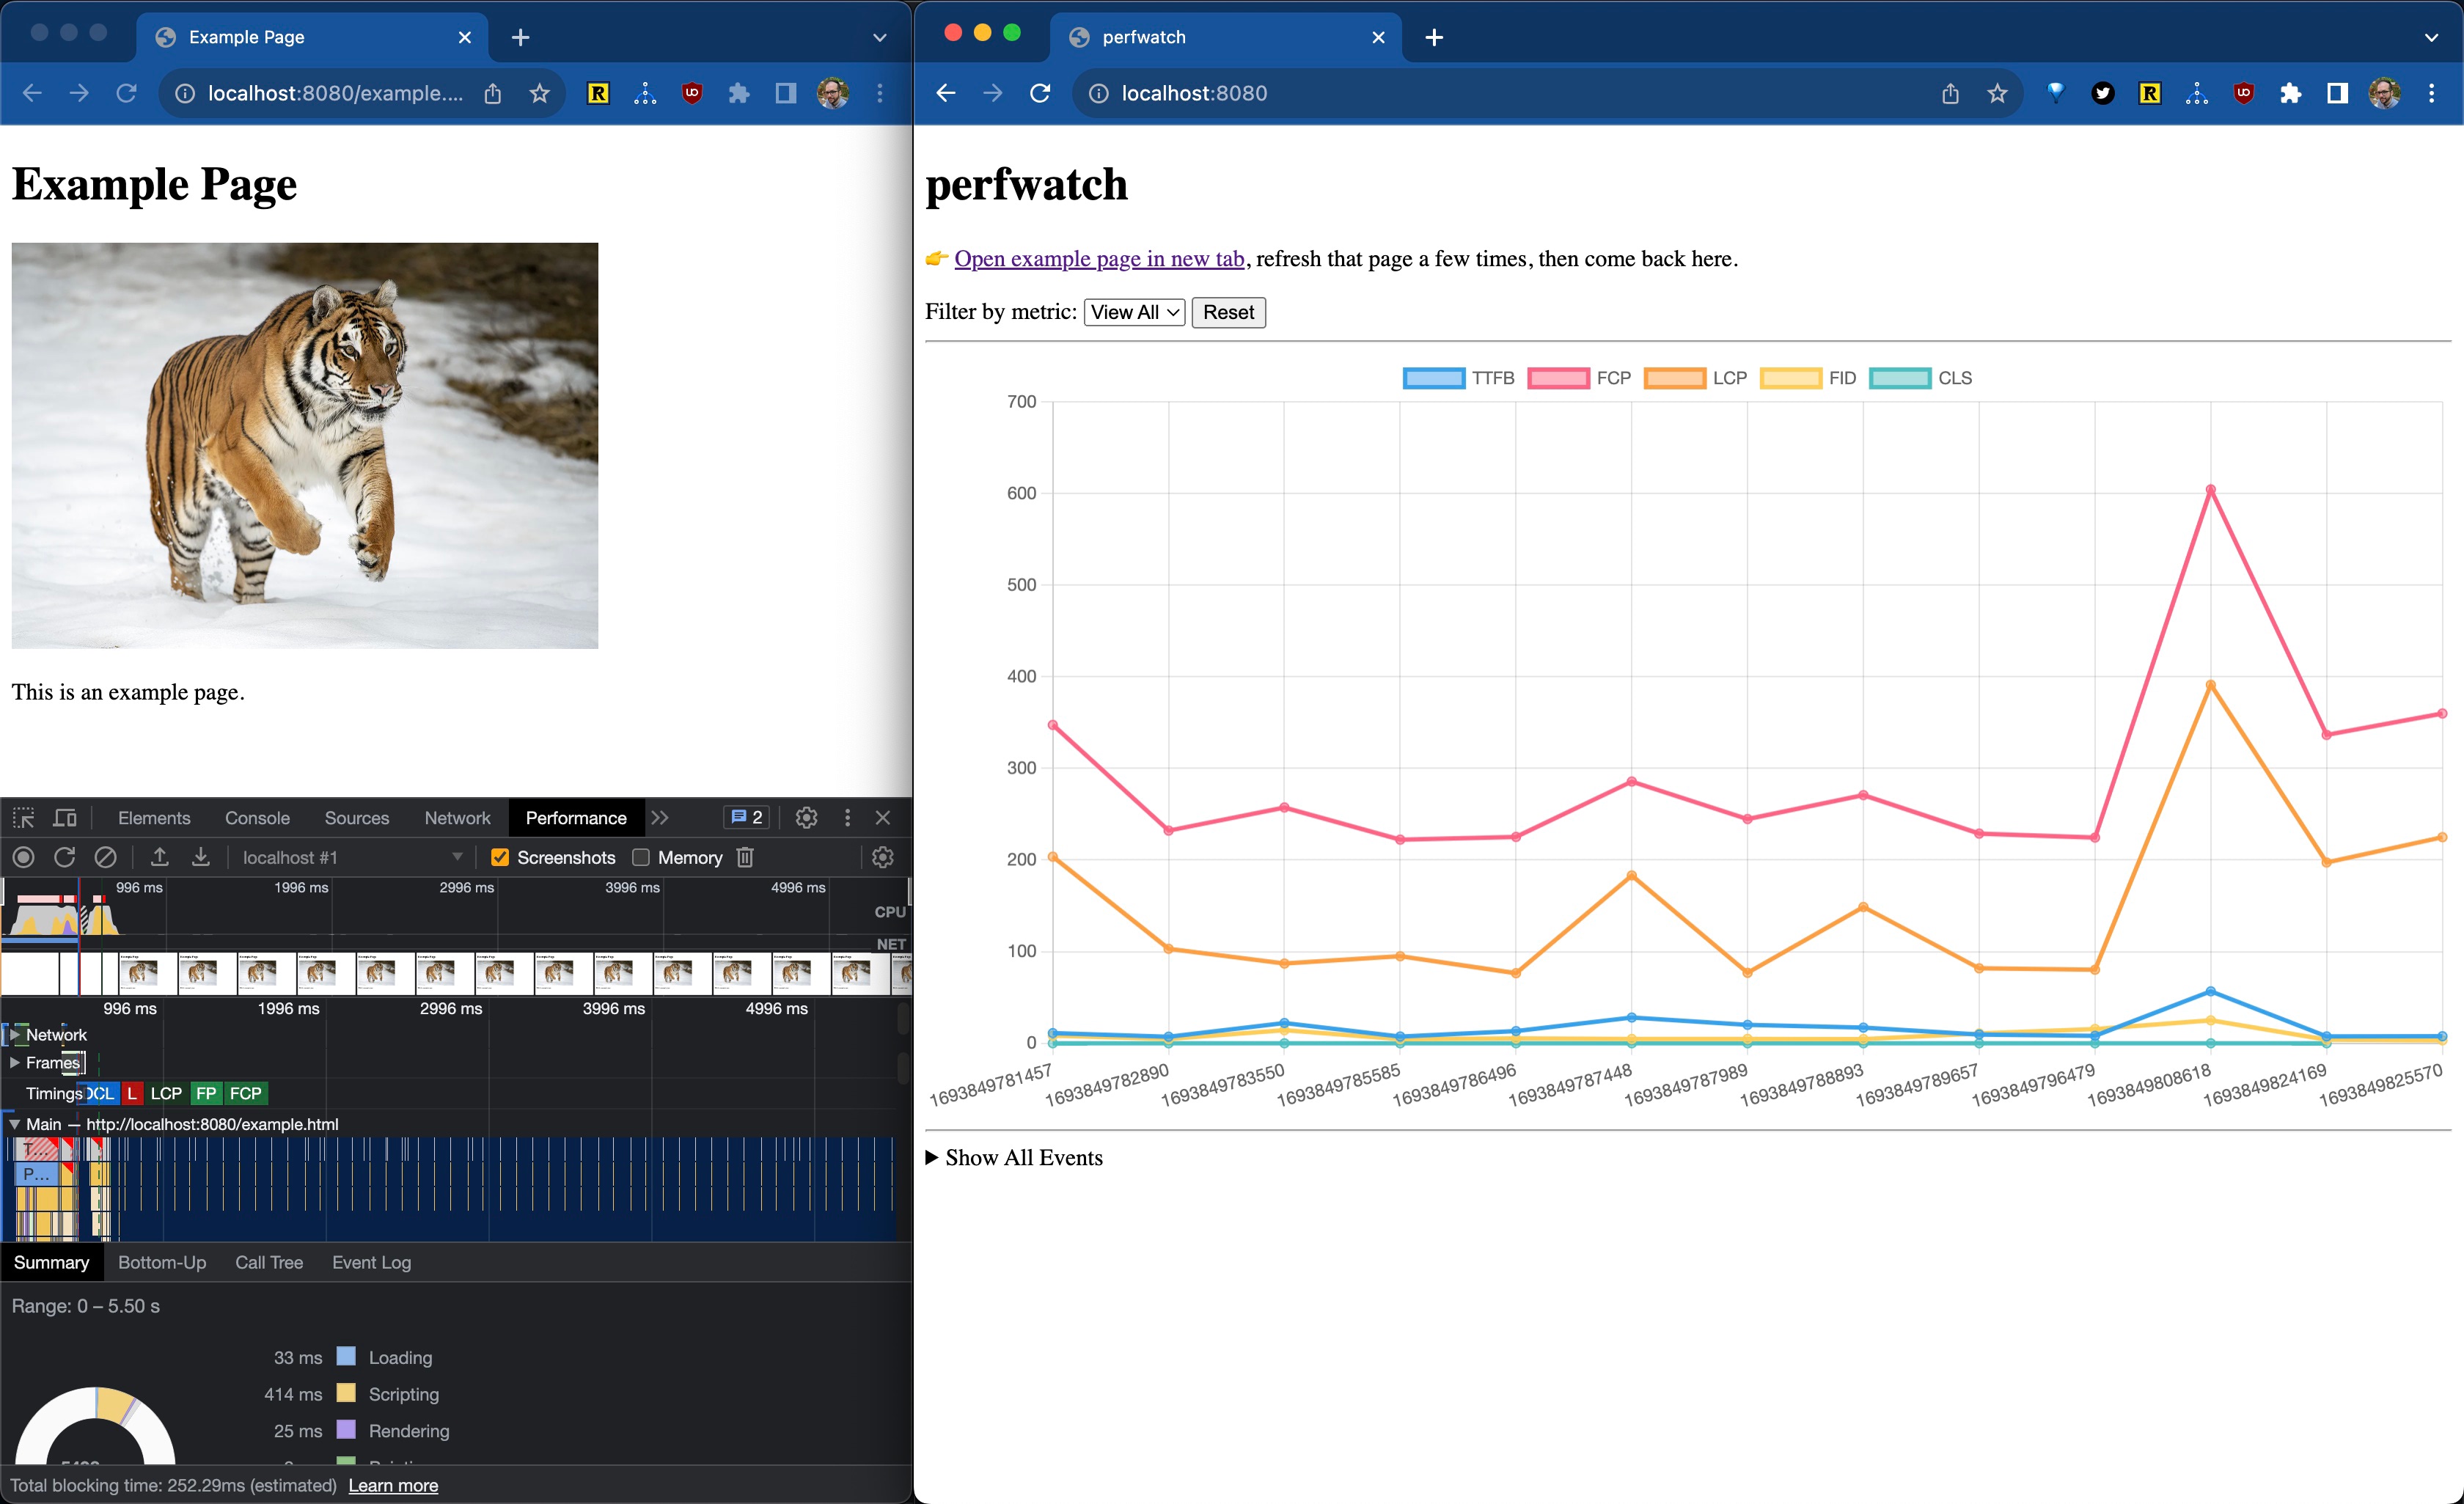 Example Page
localhost:8080/example....
Example Page
This is an example page.
Elements Console Sources Network Performance 2
localhost #1 Screenshots Memory
996 ms 1996 ms 2996 ms 3996 ms 4996 ms
CPU
NET
996 ms 1996 ms 2996 ms 3996 ms 4996 ms
Network
Frames
Timings DCL L LCP FP FCP
Main — http://localhost:8080/example.html
T...
P...
Summary Bottom-Up Call Tree Event Log
Range: 0 – 5.50 s
33 ms Loading
414 ms Scripting
25 ms Rendering
Total blocking time: 252.29ms (estimated) Learn more
perfwatch
localhost:8080
perfwatch
👉 Open example page in new tab, refresh that page a few times, then come back here.
Filter by metric: View All Reset
TTFB FCP LCP FID CLS
700
600
500
400
300
200
100
0
1693849781457 1693849782890 1693849783550 1693849785585 1693849786496 1693849787448 1693849787989 1693849788893 1693849789657 1693849796479 1693849808618 1693849824169 1693849825570
Show All Events